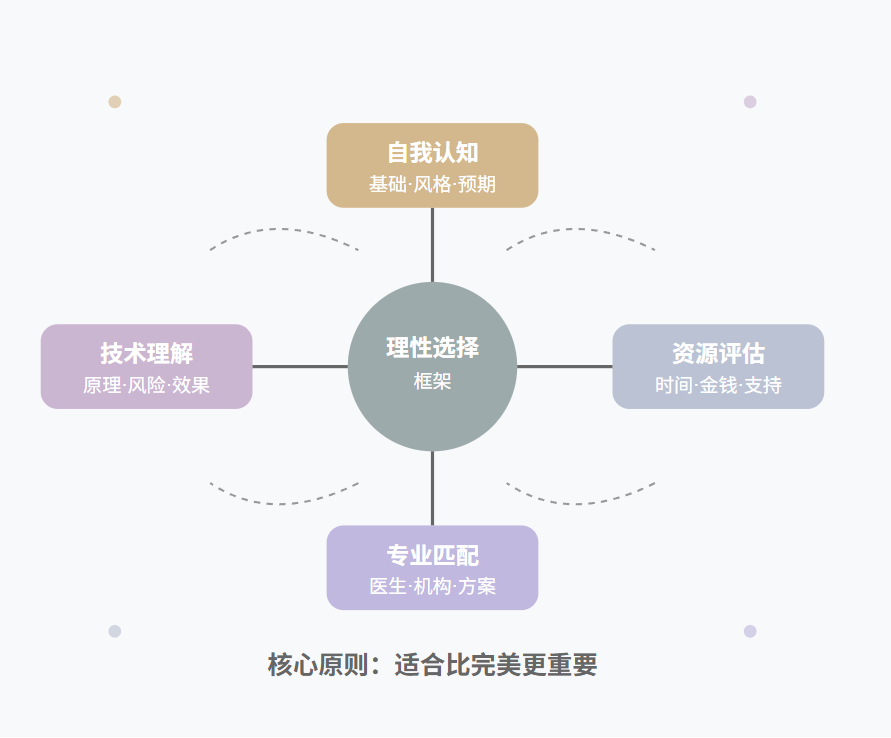 自我认知
基础·风格·预期
技术理解
原理·风险·效果
理性选择
框架
资源评估
时间·金钱·支持
专业匹配
医生·机构·方案
核心原则：适合比完美更重要